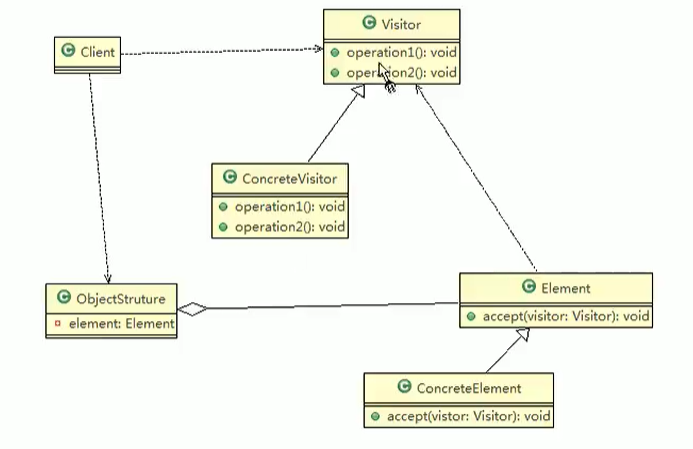 Visitor
Client
operation1(): void
operation2(): void
ConcreteVisitor
operation1(): void
operation2(): void
ObjectStruture
element: Element
Element
accept(visitor: Visitor): void
ConcreteElement
accept(vistor: Visitor): void